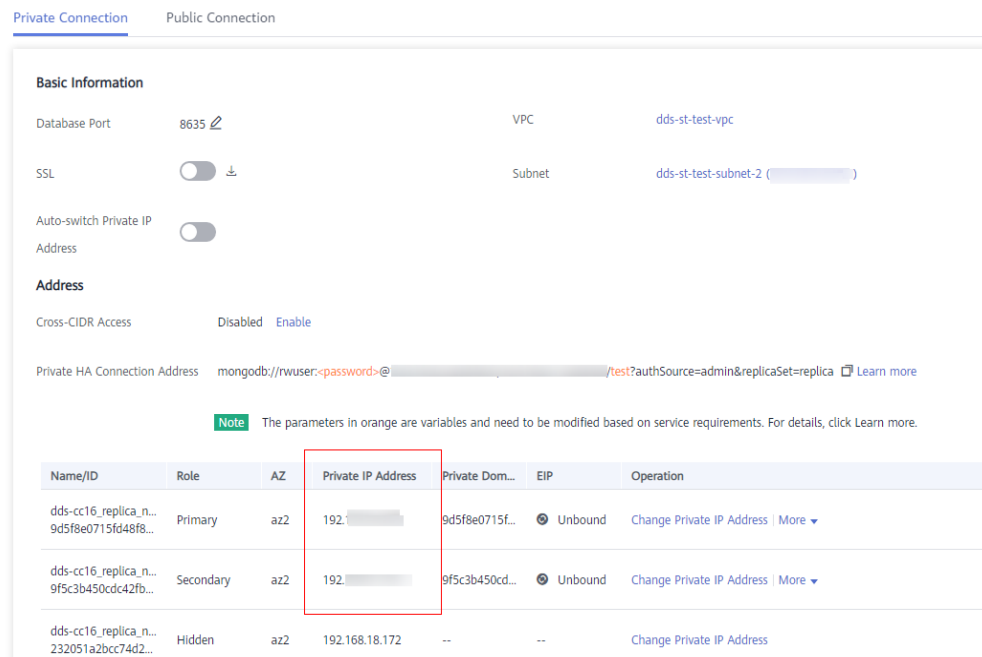 Private Connection Public Connection
Basic Information
Database Port 8635 VPC dds-st-test-vpc
SSL Subnet dds-st-test-subnet-2 ( )
Auto-switch Private IP
Address
Address
Cross-CIDR Access Disabled Enable
Private HA Connection Address mongodb://rwuser:<password>@ /test?authSource=admin&replicaSet=replica Learn more
Note The parameters in orange are variables and need to be modified based on service requirements. For details, click Learn more.
Name/ID Role AZ Private IP Address Private Dom... EIP Operation
dds-cc16_replica_n...
9d5f8e0715fd48f8... Primary az2 192. 9d5f8e0715f... Unbound Change Private IP Address More
dds-cc16_replica_n...
9f5c3b450cdc42fb... Secondary az2 192. 9f5c3b450cd... Unbound Change Private IP Address More
dds-cc16_replica_n...
232051a2bcc74d2... Hidden az2 192.168.18.172 -- -- Change Private IP Address